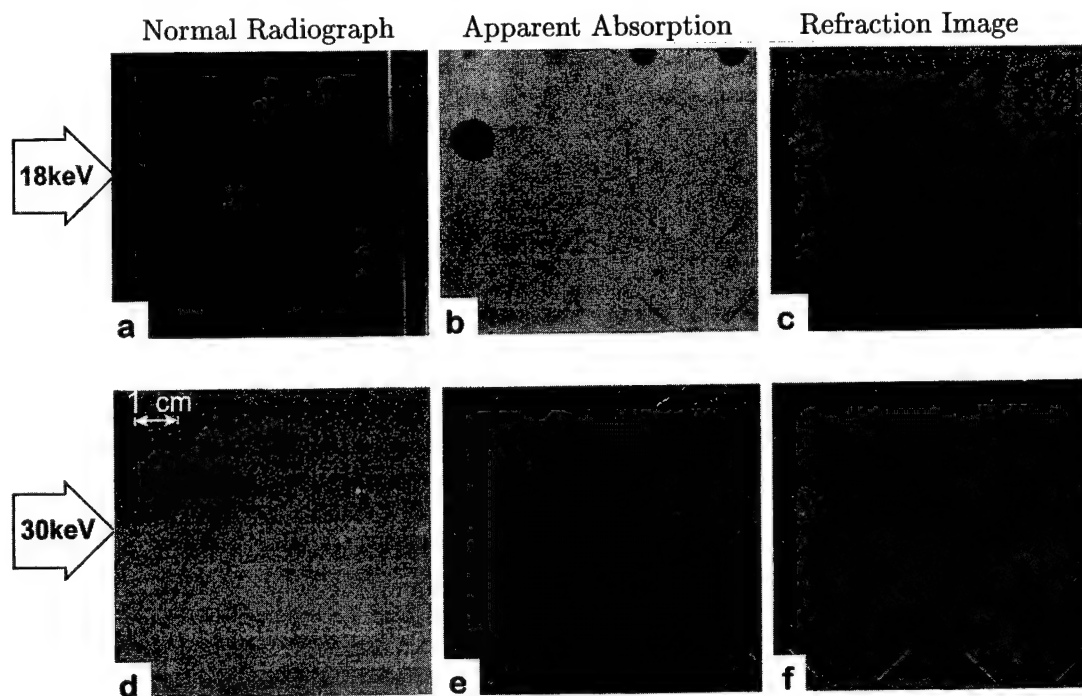 Normal Radiograph Apparent Absorption Refraction Image
18keV
a b c
1 cm
30keV
d e f